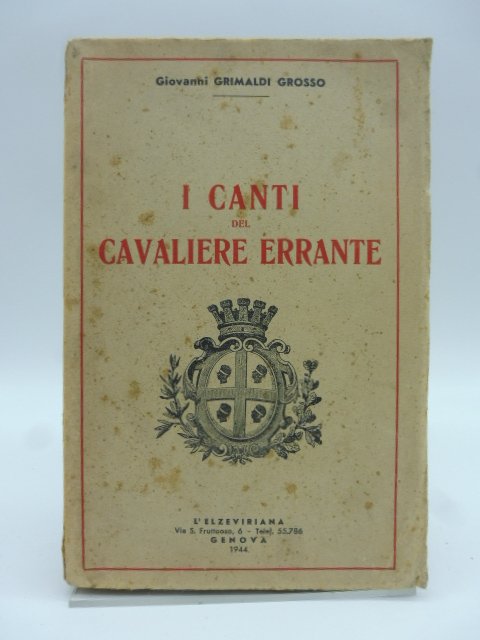 Giovanni GRIMALDI GROSSO
I CANTI
DEL
CAVALIERE ERRANTE
L'ELZEVIRIANA
Via S. Fruttuoso, 6 - Telef. 55.786
GENOVA
1944.